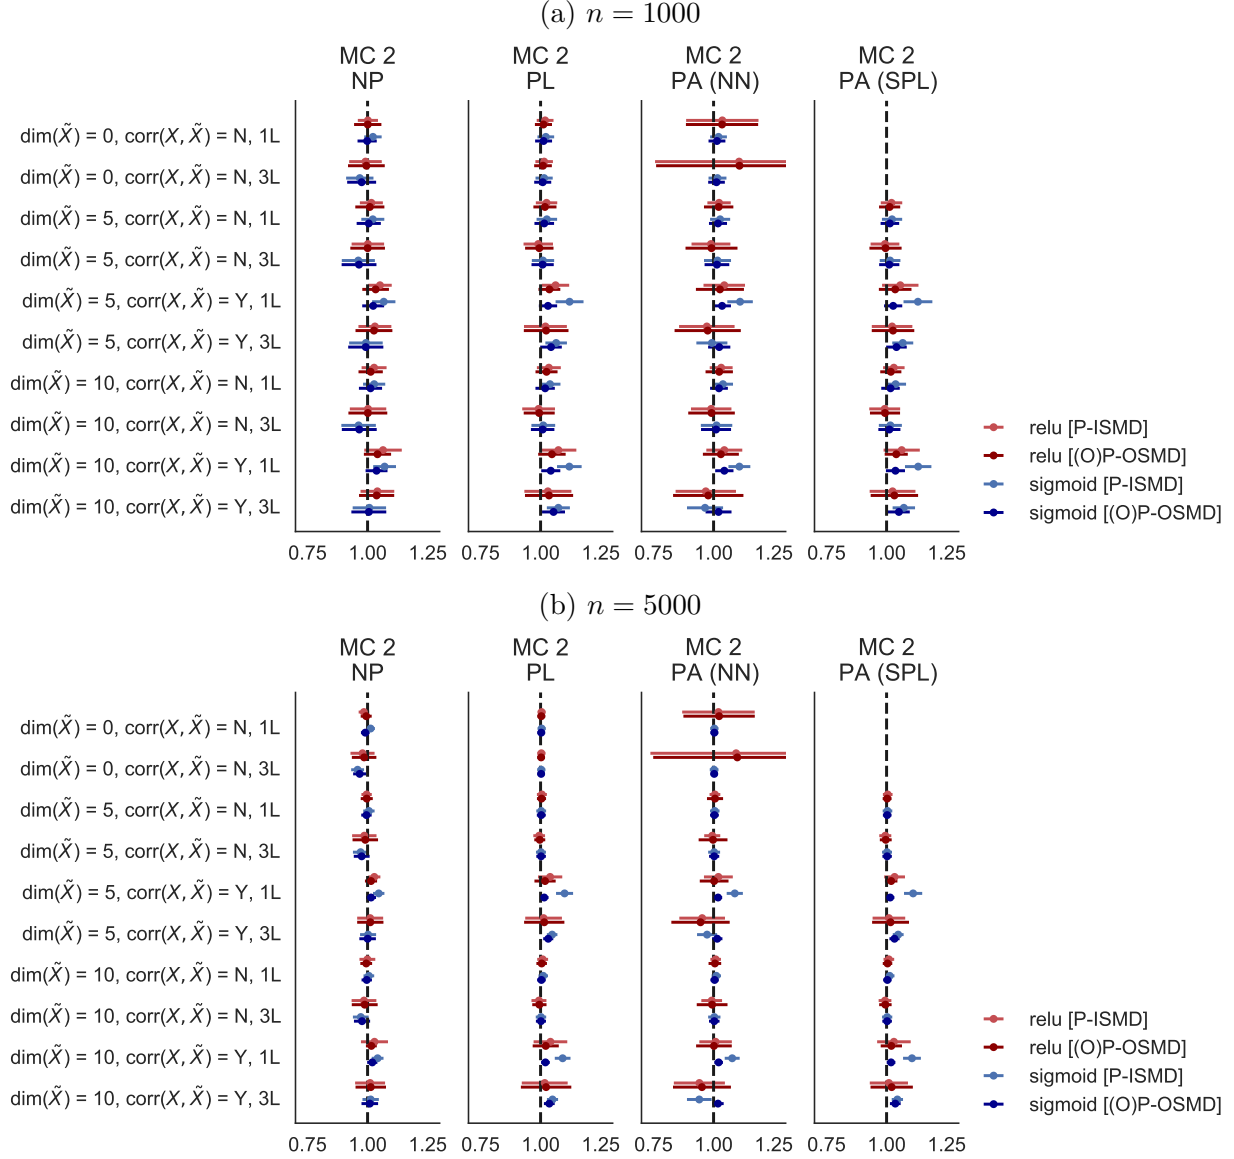 (a) n = 1000
MC 2 NP
MC 2 PL
MC 2 PA (NN)
MC 2 PA (SPL)
dim(X̃) = 0, corr(X, X̃) = N, 1L
dim(X̃) = 0, corr(X, X̃) = N, 3L
dim(X̃) = 5, corr(X, X̃) = N, 1L
dim(X̃) = 5, corr(X, X̃) = N, 3L
dim(X̃) = 5, corr(X, X̃) = Y, 1L
dim(X̃) = 5, corr(X, X̃) = Y, 3L
dim(X̃) = 10, corr(X, X̃) = N, 1L
dim(X̃) = 10, corr(X, X̃) = N, 3L
dim(X̃) = 10, corr(X, X̃) = Y, 1L
dim(X̃) = 10, corr(X, X̃) = Y, 3L
relu [P-ISMD]
relu [(O)P-OSMD]
sigmoid [P-ISMD]
sigmoid [(O)P-OSMD]
0.75 1.00 1.25 0.75 1.00 1.25 0.75 1.00 1.25 0.75 1.00 1.25
(b) n = 5000
MC 2 NP
MC 2 PL
MC 2 PA (NN)
MC 2 PA (SPL)
dim(X̃) = 0, corr(X, X̃) = N, 1L
dim(X̃) = 0, corr(X, X̃) = N, 3L
dim(X̃) = 5, corr(X, X̃) = N, 1L
dim(X̃) = 5, corr(X, X̃) = N, 3L
dim(X̃) = 5, corr(X, X̃) = Y, 1L
dim(X̃) = 5, corr(X, X̃) = Y, 3L
dim(X̃) = 10, corr(X, X̃) = N, 1L
dim(X̃) = 10, corr(X, X̃) = N, 3L
dim(X̃) = 10, corr(X, X̃) = Y, 1L
dim(X̃) = 10, corr(X, X̃) = Y, 3L
relu [P-ISMD]
relu [(O)P-OSMD]
sigmoid [P-ISMD]
sigmoid [(O)P-OSMD]
0.75 1.00 1.25 0.75 1.00 1.25 0.75 1.00 1.25 0.75 1.00 1.25